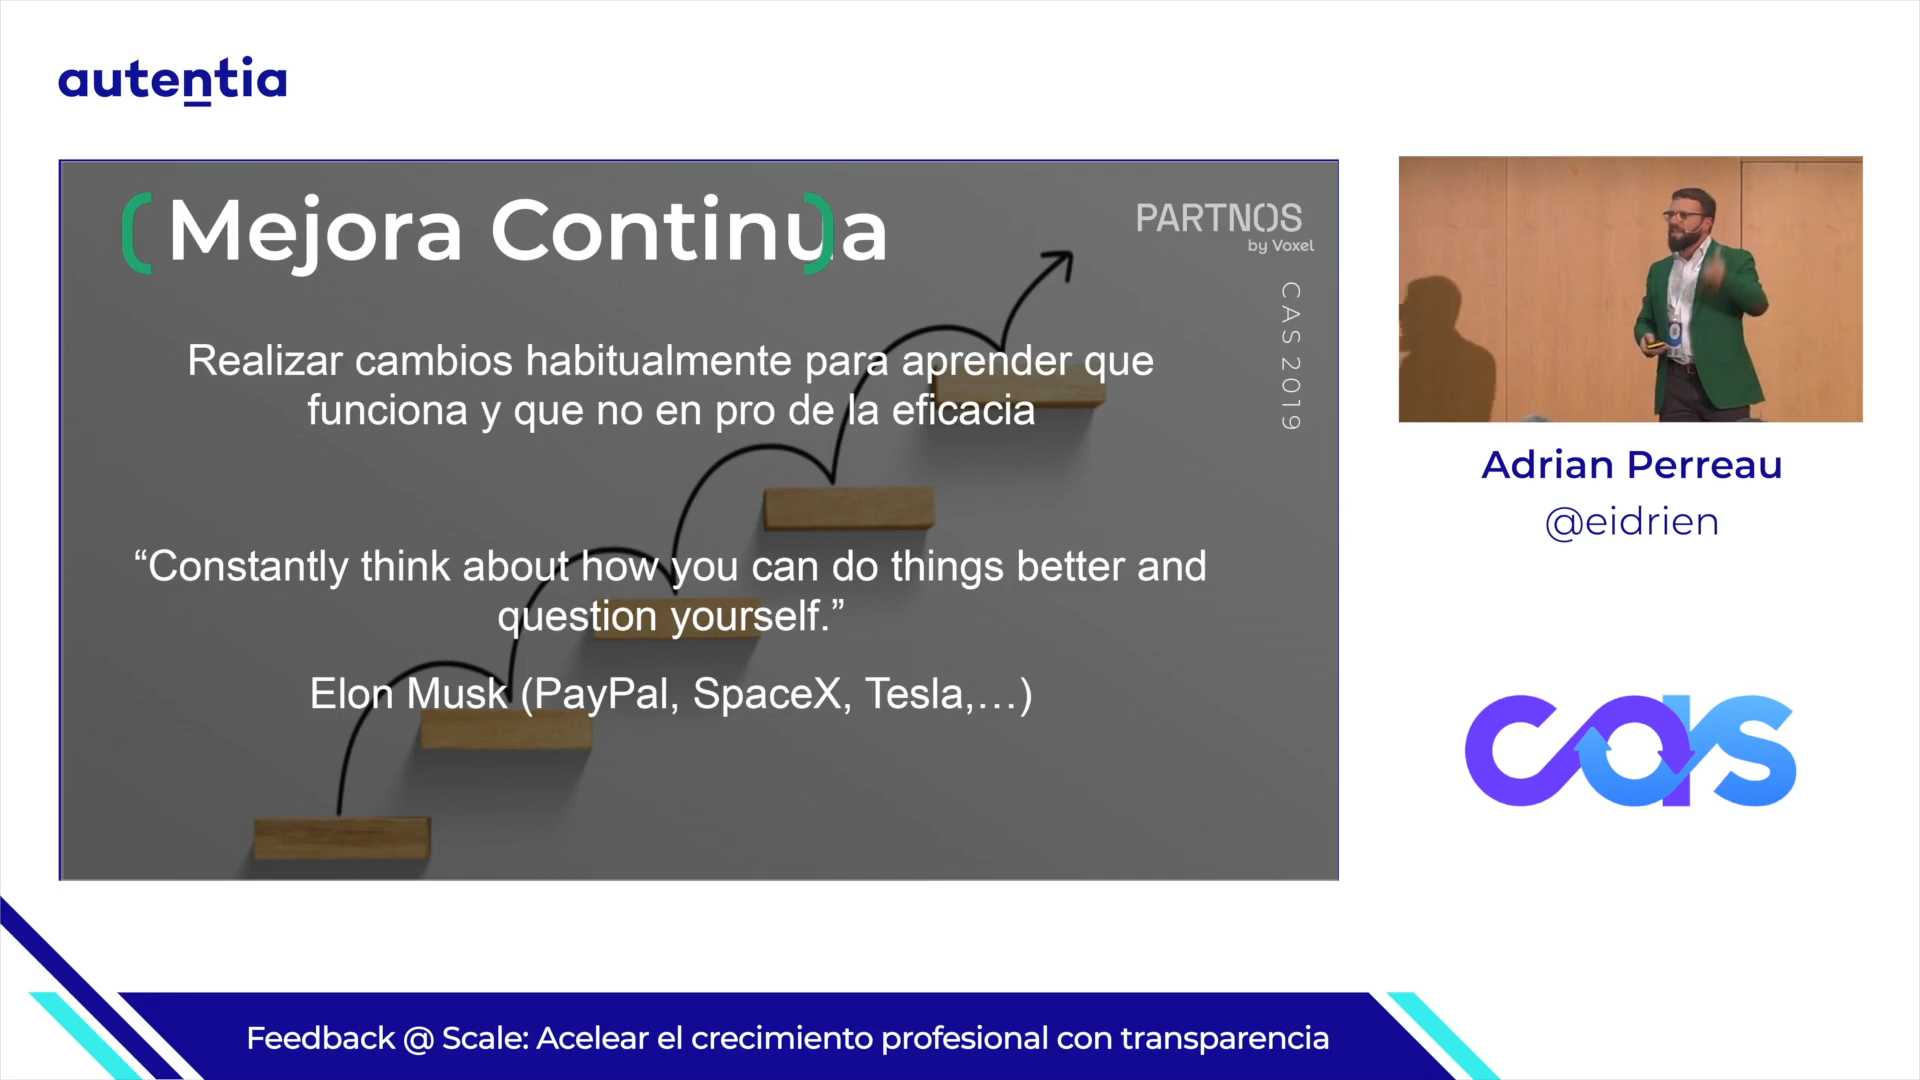 autentia
Mejora Continua
PARTNOS
by Voxel
CAS 2019
Realizar cambios habitualmente para aprender que
funciona y que no en pro de la eficacia
“Constantly think about how you can do things better and
question yourself.”
Elon Musk (PayPal, SpaceX, Tesla,…)
Adrian Perreau
@eidrien
cas
Feedback @ Scale: Acelear el crecimiento profesional con transparencia